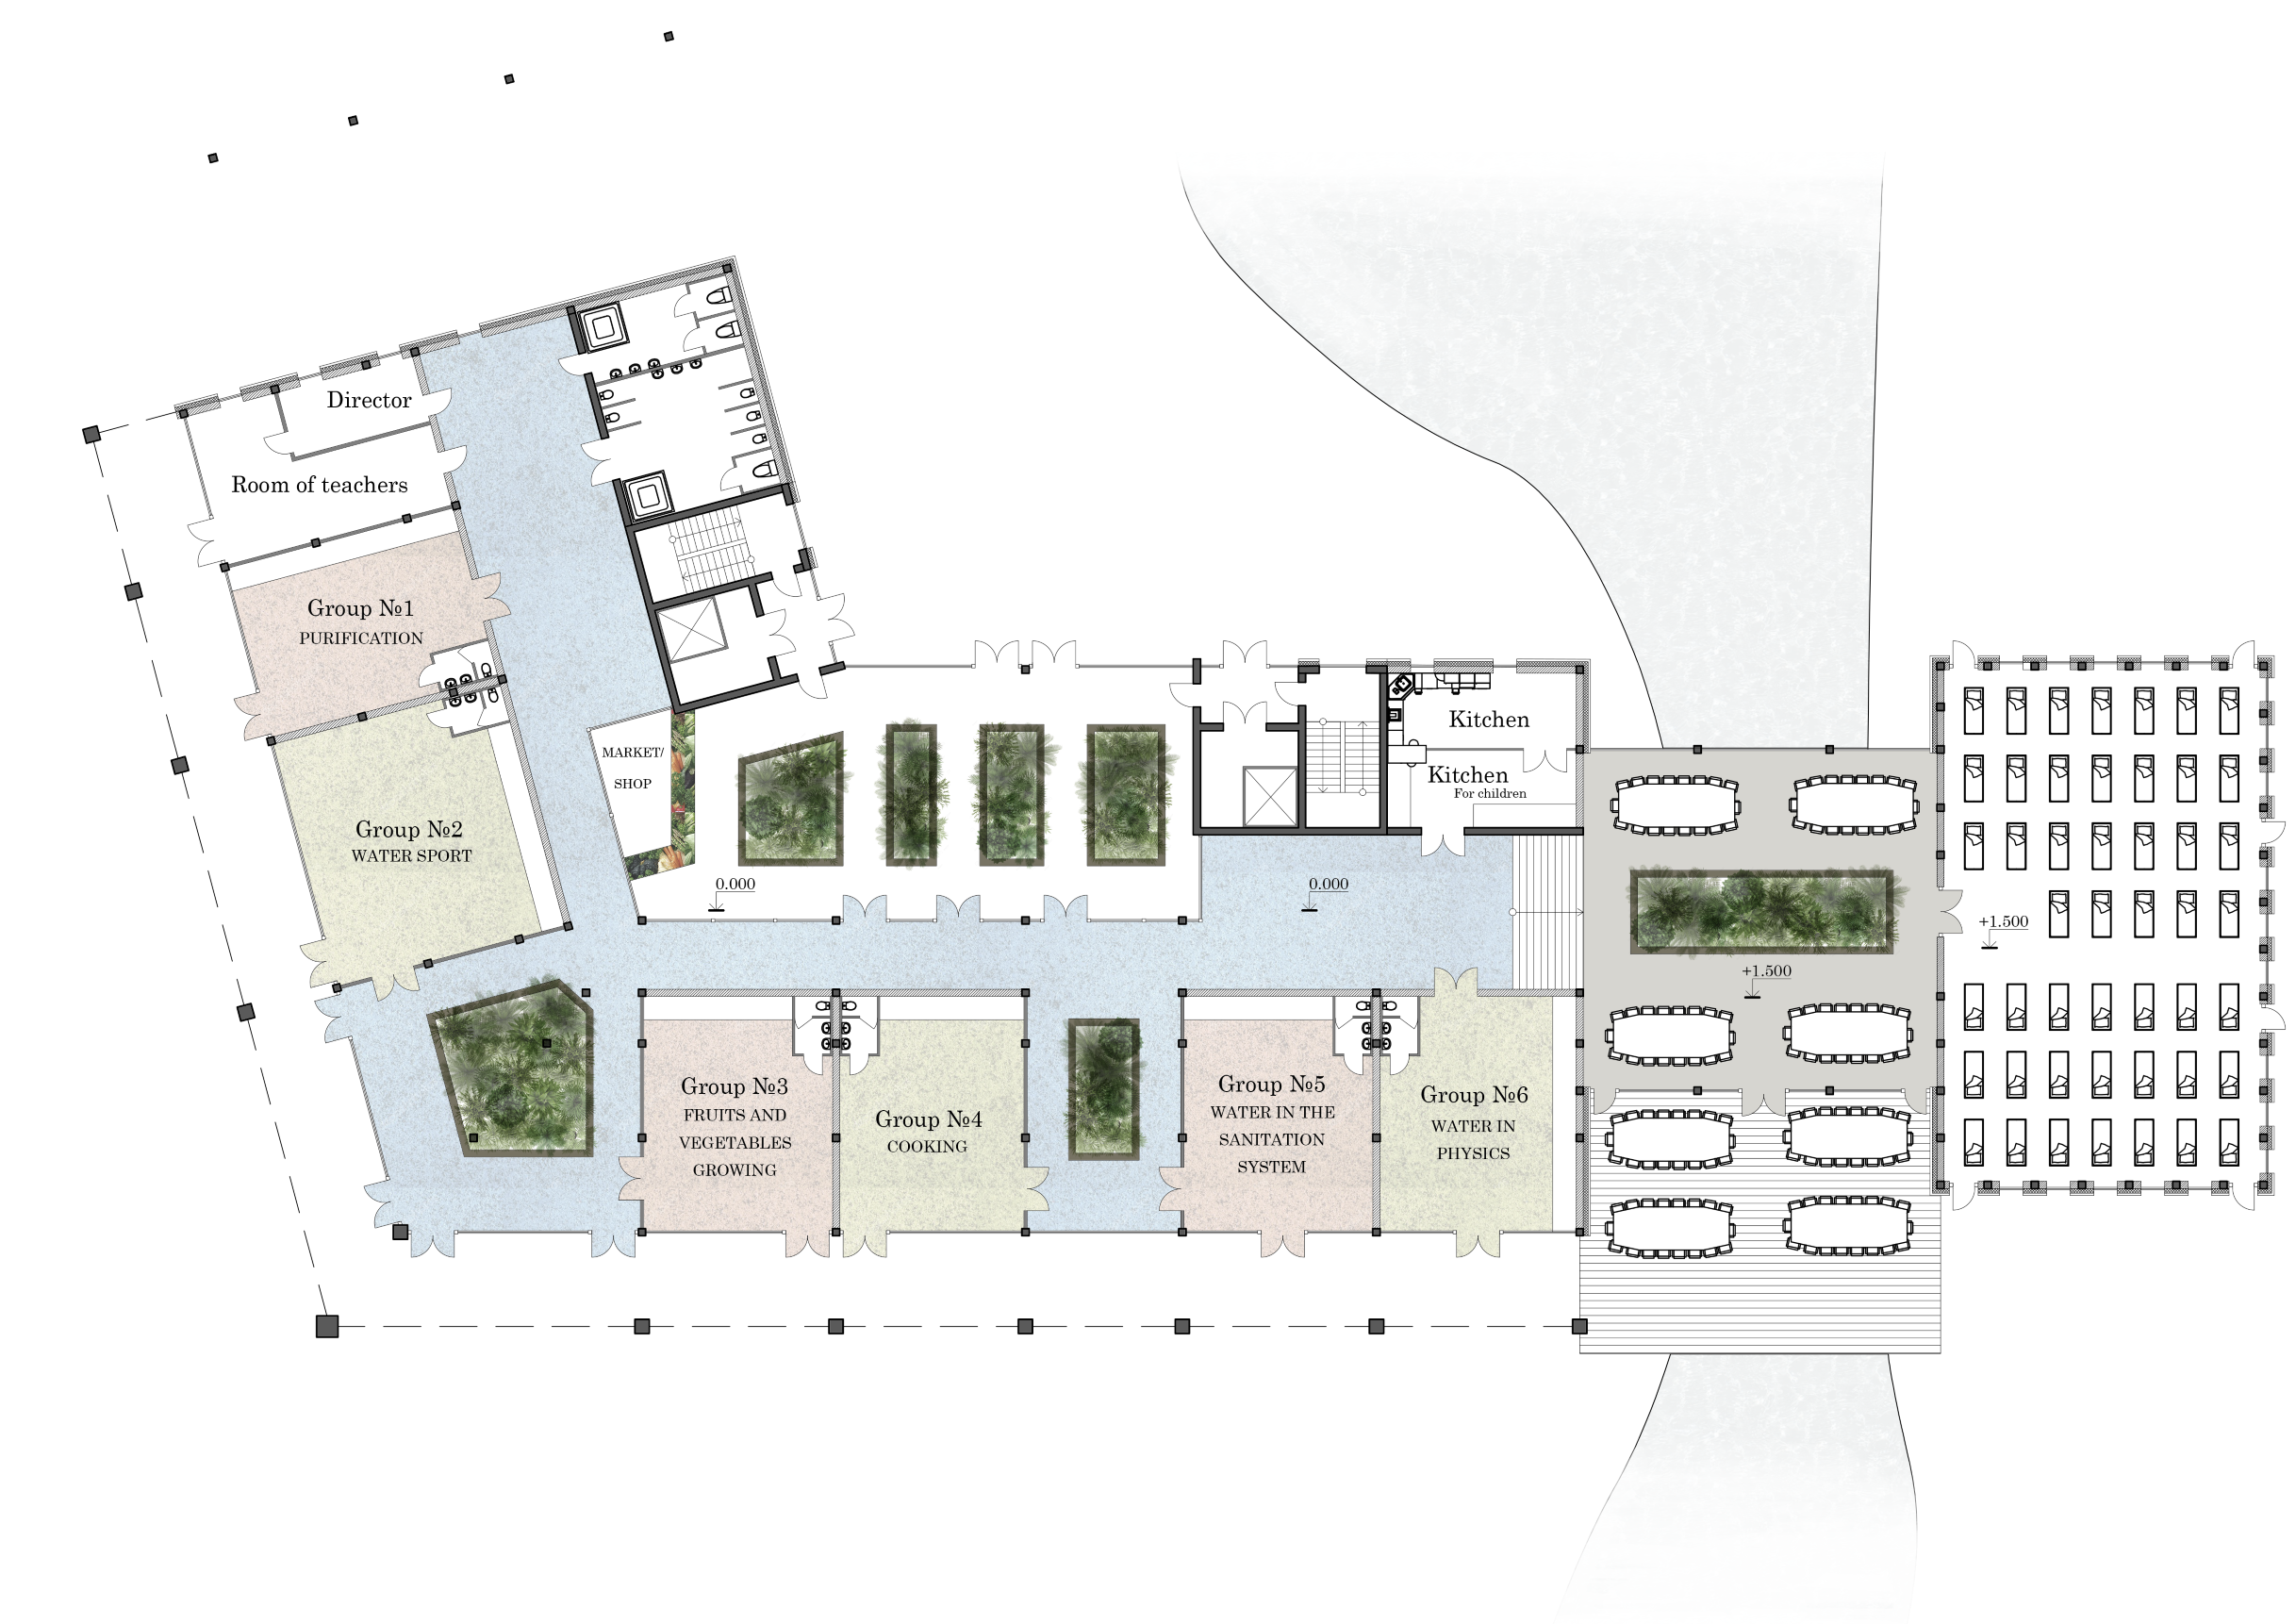 Director
Room of teachers
Group №1
PURIFICATION
Group №2
WATER SPORT
MARKET/
SHOP
0.000
0.000
Kitchen
Kitchen
For children
+1.500
+1.500
Group №3
FRUITS AND
VEGETABLES
GROWING
Group №4
COOKING
Group №5
WATER IN THE
SANITATION
SYSTEM
Group №6
WATER IN
PHYSICS